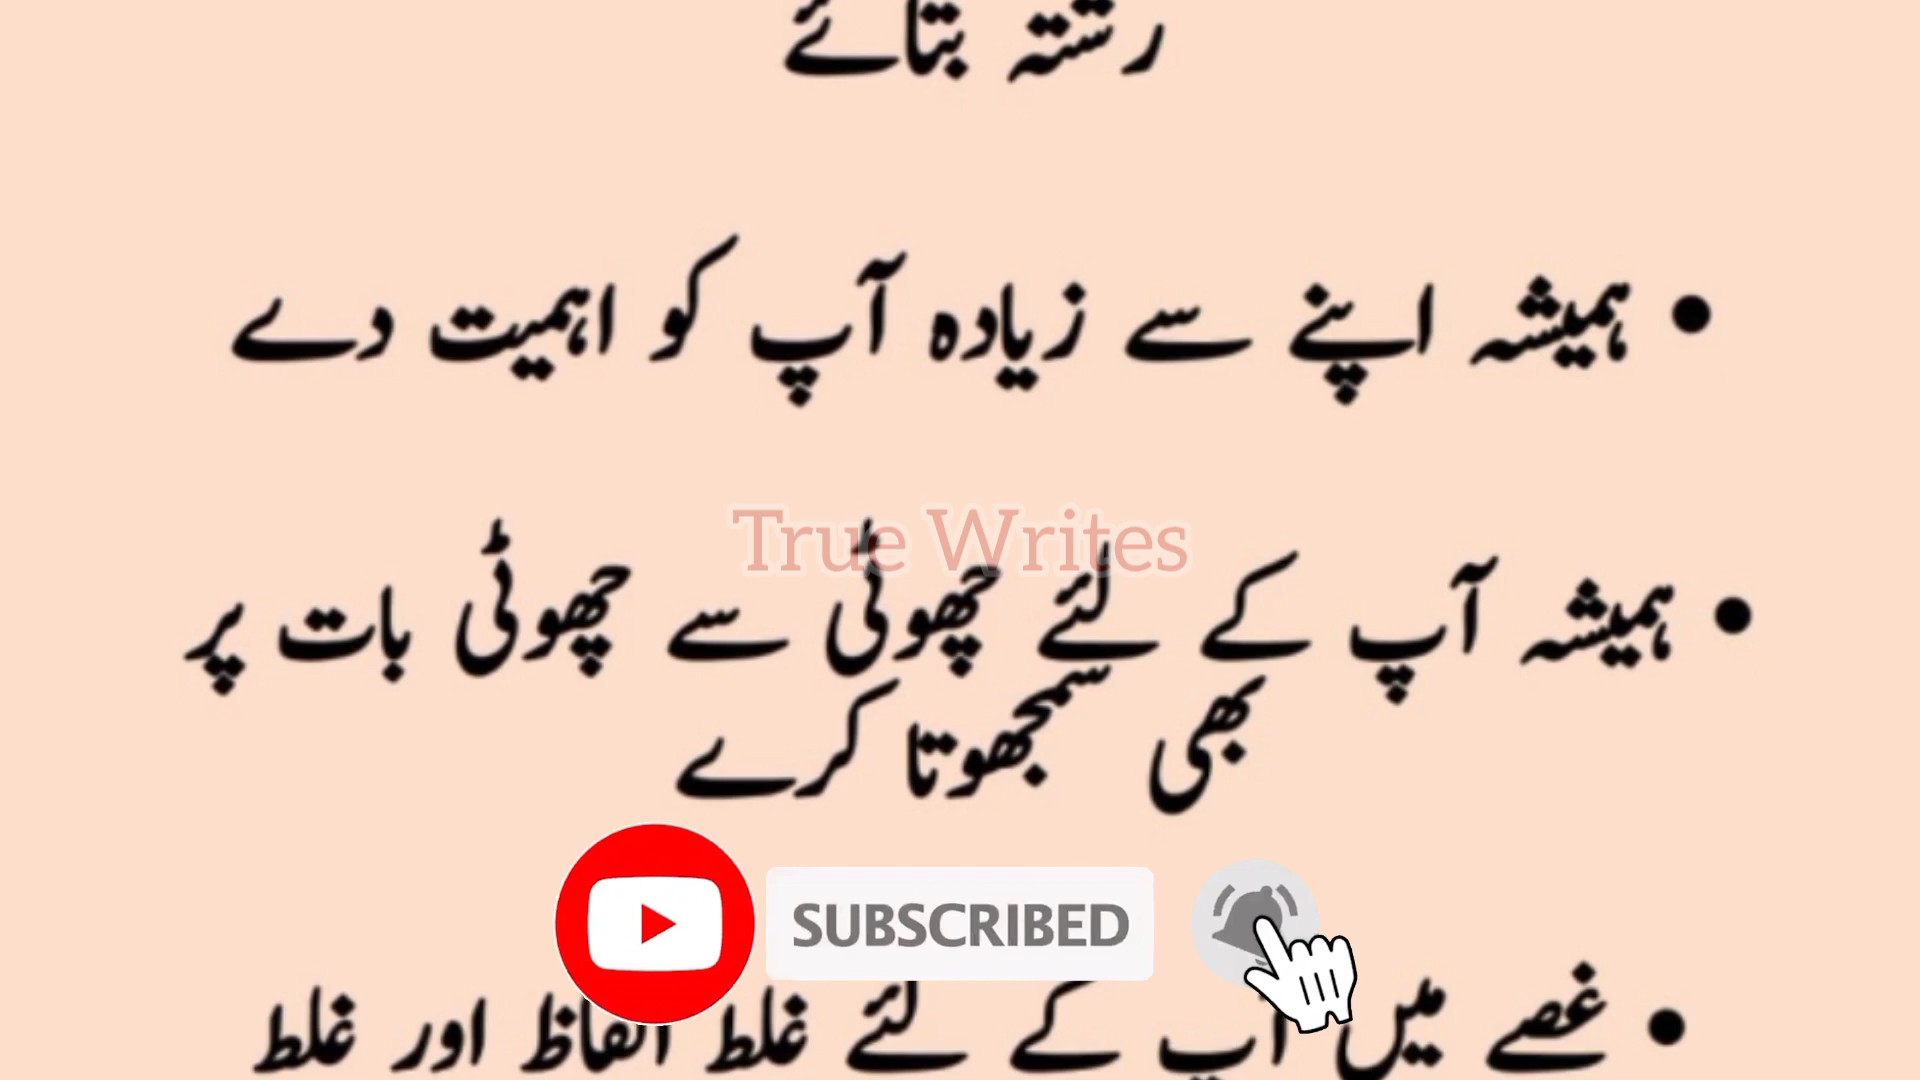 رشتہ بتائے
• ہمیشہ اپنے سے زیادہ آپ کو اہمیت دے
True Writes
• ہمیشہ آپ کے لئے چھوٹی سے چھوٹی بات پر
بھی سمجھوتا کرے
SUBSCRIBED
• غصے میں آپ کے لئے غلط الفاظ اور غلط